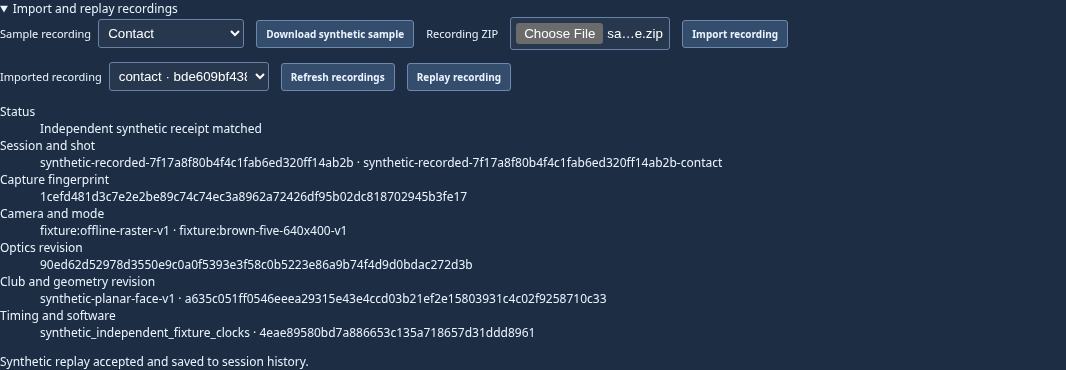 ▼ Import and replay recordings
Sample recording Contact Download synthetic sample Recording ZIP Choose File sa…e.zip Import recording
Imported recording contact · bde609bf438 Refresh recordings Replay recording
Status
Independent synthetic receipt matched
Session and shot
synthetic-recorded-7f17a8f80b4f4c1fab6ed320ff14ab2b · synthetic-recorded-7f17a8f80b4f4c1fab6ed320ff14ab2b-contact
Capture fingerprint
1cefd481d3c7e2e2be89c74c74ec3a8962a72426df95b02dc818702945b3fe17
Camera and mode
fixture:offline-raster-v1 · fixture:brown-five-640x400-v1
Optics revision
90ed62d52978d3550e9c0a0f5393e3f58c0b5223e86a9b74f4d9d0bdac272d3b
Club and geometry revision
synthetic-planar-face-v1 · a635c051ff0546eeea29315e43e4ccd03b21ef2e15803931c4c02f9258710c33
Timing and software
synthetic_independent_fixture_clocks · 4eae89580bd7a886653c135a718657d31ddd8961
Synthetic replay accepted and saved to session history.